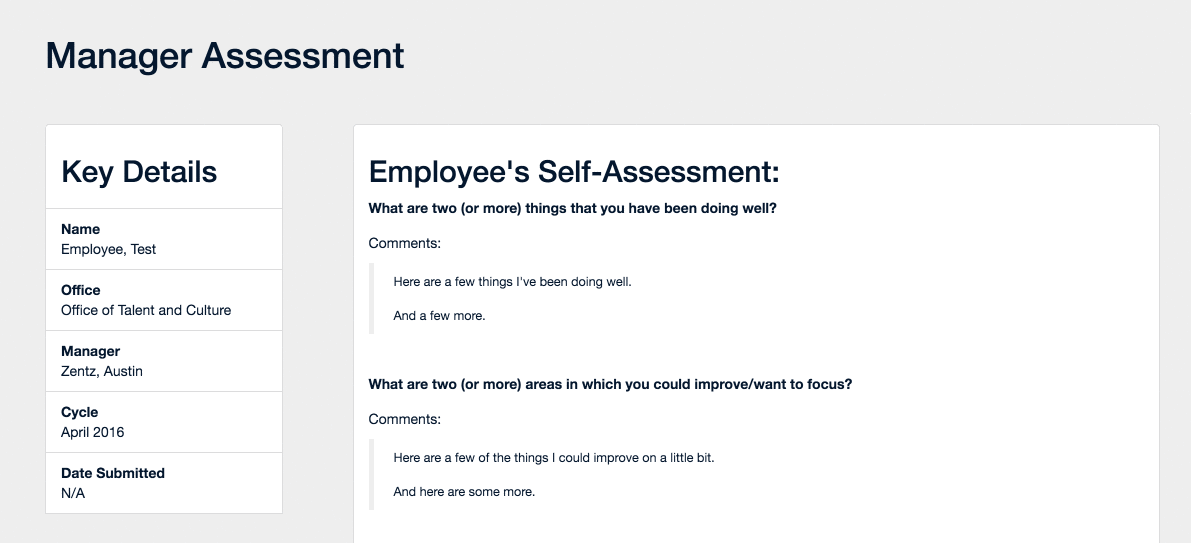 Manager Assessment
Key Details
Name
Employee, Test
Office
Office of Talent and Culture
Manager
Zentz, Austin
Cycle
April 2016
Date Submitted
N/A
Employee's Self-Assessment:
What are two (or more) things that you have been doing well?
Comments:
Here are a few things I've been doing well.
And a few more.
What are two (or more) areas in which you could improve/want to focus?
Comments:
Here are a few of the things I could improve on a little bit.
And here are some more.